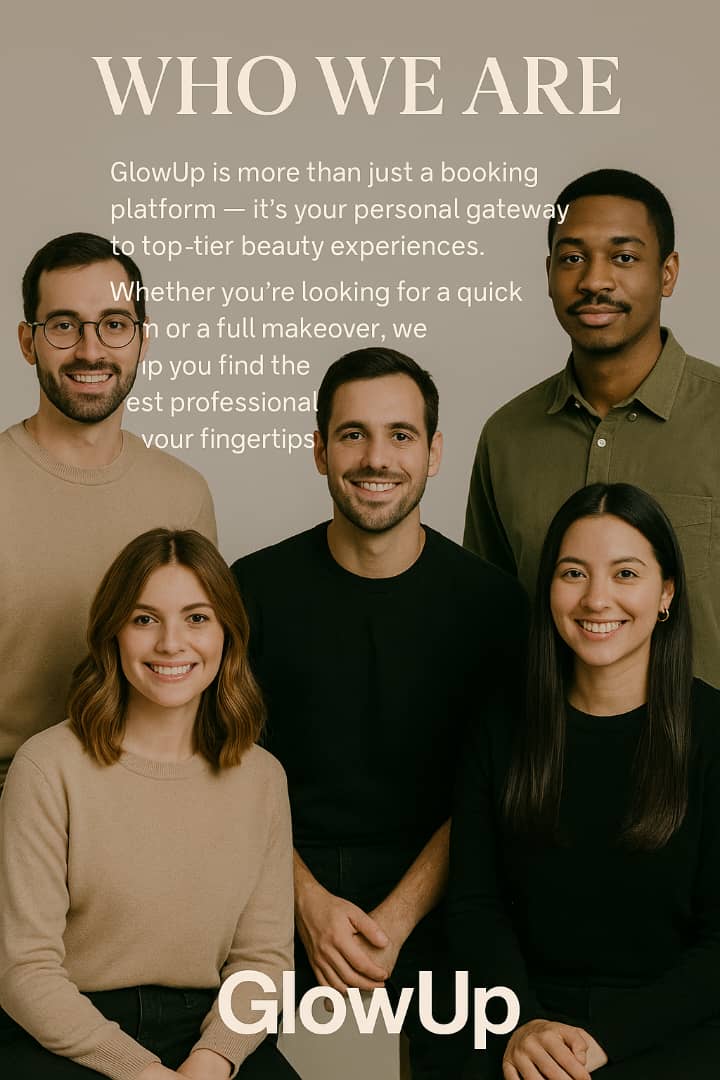 WHO WE ARE
GlowUp is more than just a booking
platform — it's your personal gateway
to top-tier beauty experiences.
Whether you're looking for a quick
or a full makeover, we
you find the
professional
your fingertips
GlowUp